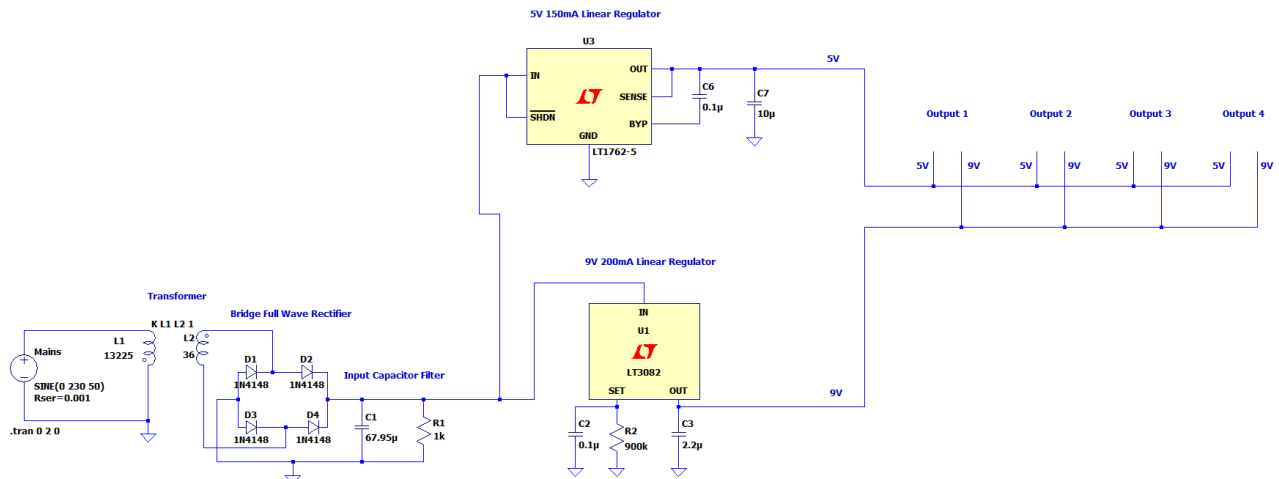 5V 150mA Linear Regulator
U3
IN
OUT
SENSE
SHDN
BYP
GND
LT1762-5
C6
0.1µ
C7
10µ
5V
Output 1
Output 2
Output 3
Output 4
5V
9V
5V
9V
5V
9V
5V
9V
9V 200mA Linear Regulator
IN
U1
LT3082
SET
OUT
9V
C2
0.1µ
R2
900k
C3
2.2µ
Transformer
K L1 L2 1
L1
13225
L2
36
Mains
SINE(0 230 50)
Rser=0.001
.tran 0 2 0
Bridge Full Wave Rectifier
D1
1N4148
D2
1N4148
D3
1N4148
D4
1N4148
Input Capacitor Filter
C1
67.95µ
R1
1k